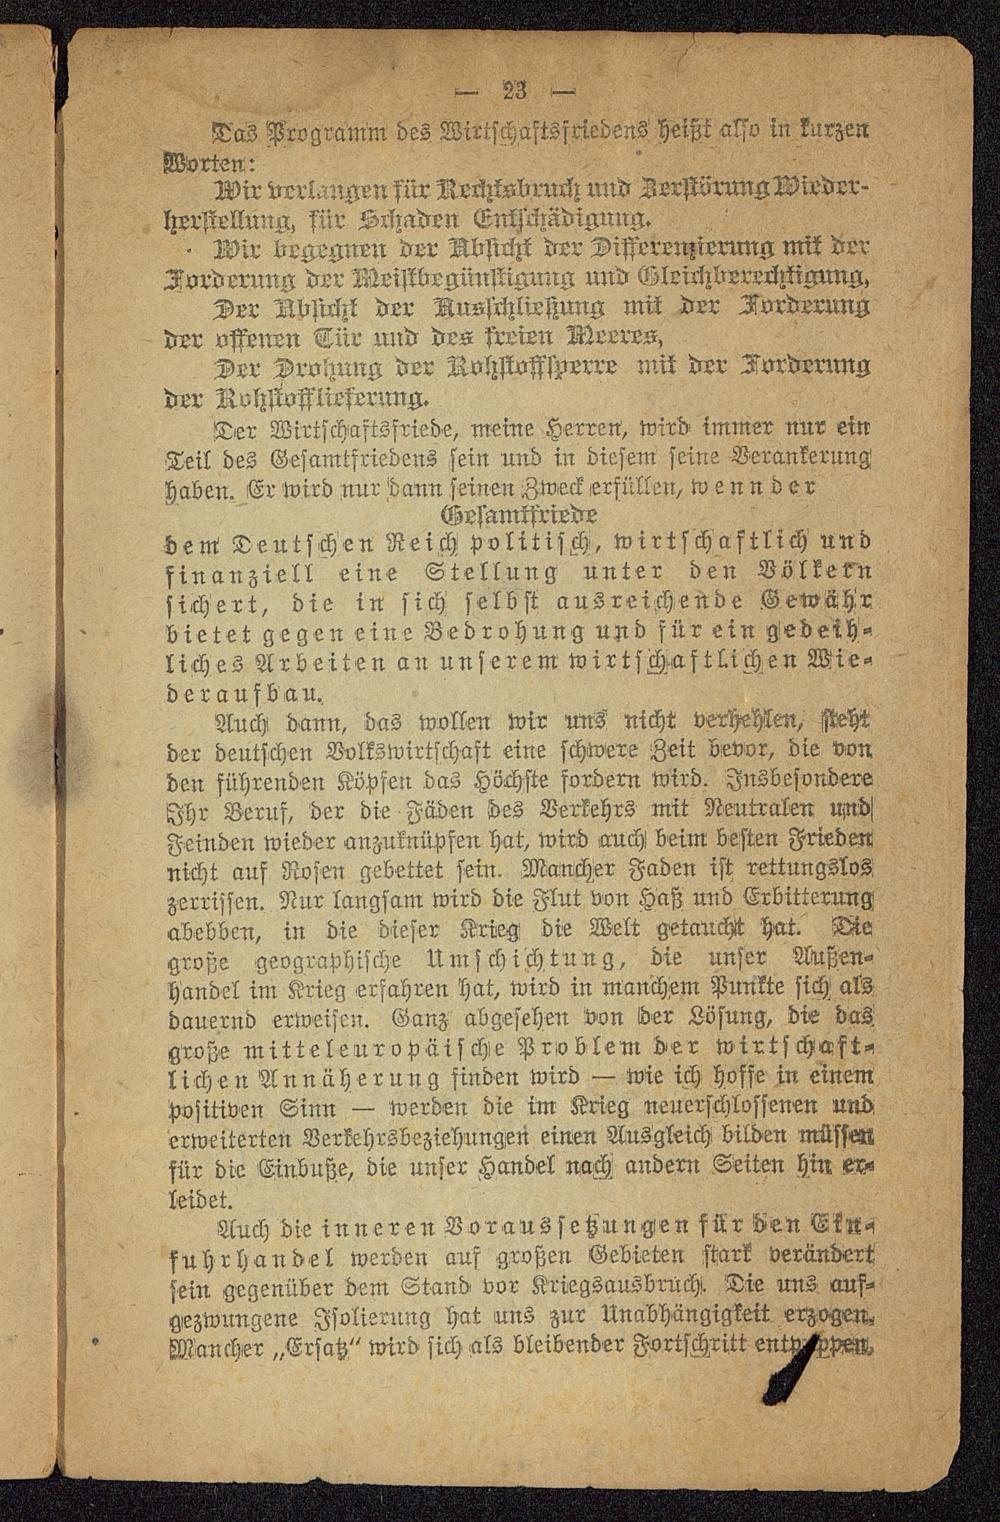 — 23 —
Das Programm des Wirtschaftsfriedens heißt also in kurzen
Worten:
Wir verlangen für Rechtsbruch und Zerstörung Wieder-
herstellung, für Schaden Entschädigung.
Wir begegnen der Absicht der Differenzierung mit der
Forderung der Meistbegünstigung und Gleichberechtigung,
Der Absicht der Ausschließung mit der Forderung
der offenen Tür und des freien Meeres,
Der Drohung der Rohstoffsperre mit der Forderung
der Rohstofflieferung.
Der Wirtschaftsfriede, meine Herren, wird immer nur ein
Teil des Gesamtfriedens sein und in diesem seine Verankerung
haben. Er wird nur dann seinen Zweck erfüllen, wenn der
Gesamtfriede
dem Deutschen Reich politisch, wirtschaftlich und
finanziell eine Stellung unter den Völkern
sichert, die in sich selbst ausreichende Gewähr
bietet gegen eine Bedrohung und für ein gedeih-
liches Arbeiten an unserem wirtschaftlichen Wie-
deraufbau.
Auch dann, das wollen wir uns nicht verhehlen, steht
der deutschen Volkswirtschaft eine schwere Zeit bevor, die von
den führenden Köpfen das Höchste fordern wird. Insbesondere
Ihr Beruf, der die Fäden des Verkehrs mit Neutralen und
Feinden wieder anzuknüpfen hat, wird auch beim besten Frieden
nicht auf Rosen gebettet sein. Mancher Faden ist rettungslos
zerrissen. Nur langsam wird die Flut von Haß und Erbitterung
abebben, in die dieser Krieg die Welt getaucht hat. Die
große geographische Umschichtung, die unser Außen-
handel im Krieg erfahren hat, wird in manchem Punkte sich als
dauernd erweisen. Ganz abgesehen von der Lösung, die das
große mitteleuropäische Problem der wirtschaft-
lichen Annäherung finden wird — wie ich hoffe in einem
positiven Sinn — werden die im Krieg neuerschlossenen und
erweiterten Verkehrsbeziehungen einen Ausgleich bilden müssen
für die Einbuße, die unser Handel nach andern Seiten hin er-
leidet.
Auch die inneren Voraussetzungen für den Ein-
fuhrhandel werden auf großen Gebieten stark verändert
sein gegenüber dem Stand vor Kriegsausbruch. Die uns auf-
gezwungene Isolierung hat uns zur Unabhängigkeit erzogen.
Mancher „Ersatz“ wird sich als bleibender Fortschritt entpuppen.